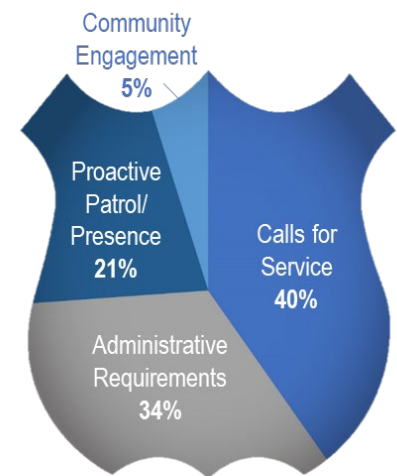 Community
Engagement
5%
Proactive
Patrol/
Presence
21%
Calls for
Service
40%
Administrative
Requirements
34%